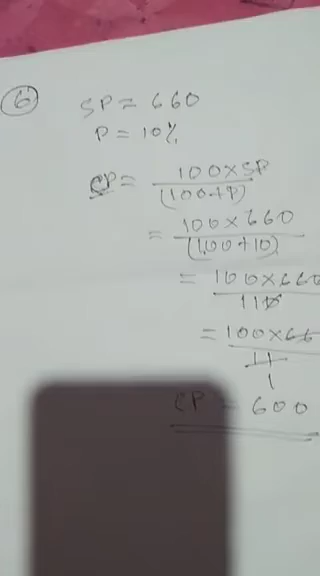 6
SP = 660
P = 10%
CP = 100×SP / (100+P)
= 100×660 / (100+10)
= 100×660 / 110
= 100×66 / 11
1
CP = 600